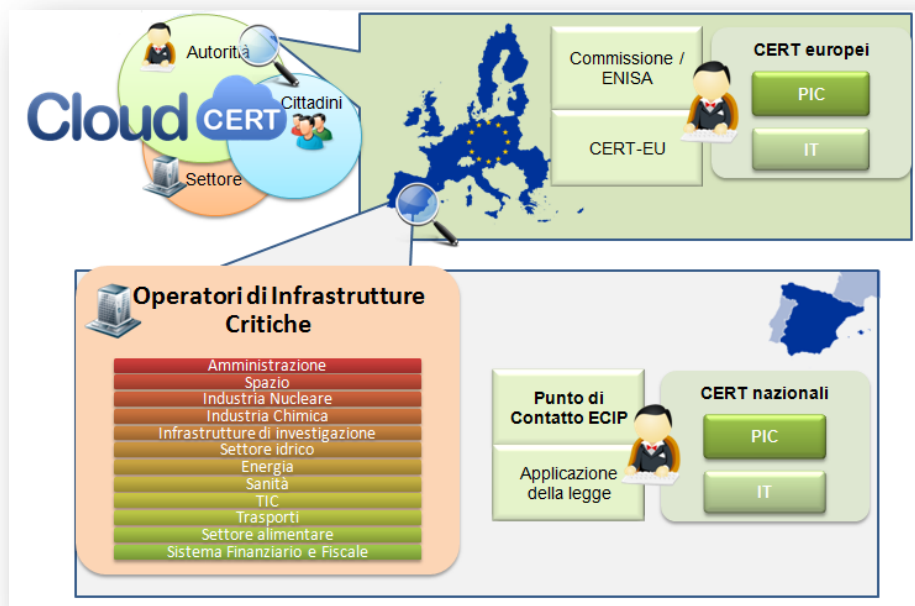 Autorità
Cloud CERT
Cittadini
Settore
Commissione /
ENISA
CERT-EU
CERT europei
PIC
IT
Operatori di Infrastrutture
Critiche
Amministrazione
Spazio
Industria Nucleare
Industria Chimica
Infrastrutture di investigazione
Settore idrico
Energia
Sanità
TIC
Trasporti
Settore alimentare
Sistema Finanziario e Fiscale
Punto di
Contatto ECIP
Applicazione
della legge
CERT nazionali
PIC
IT